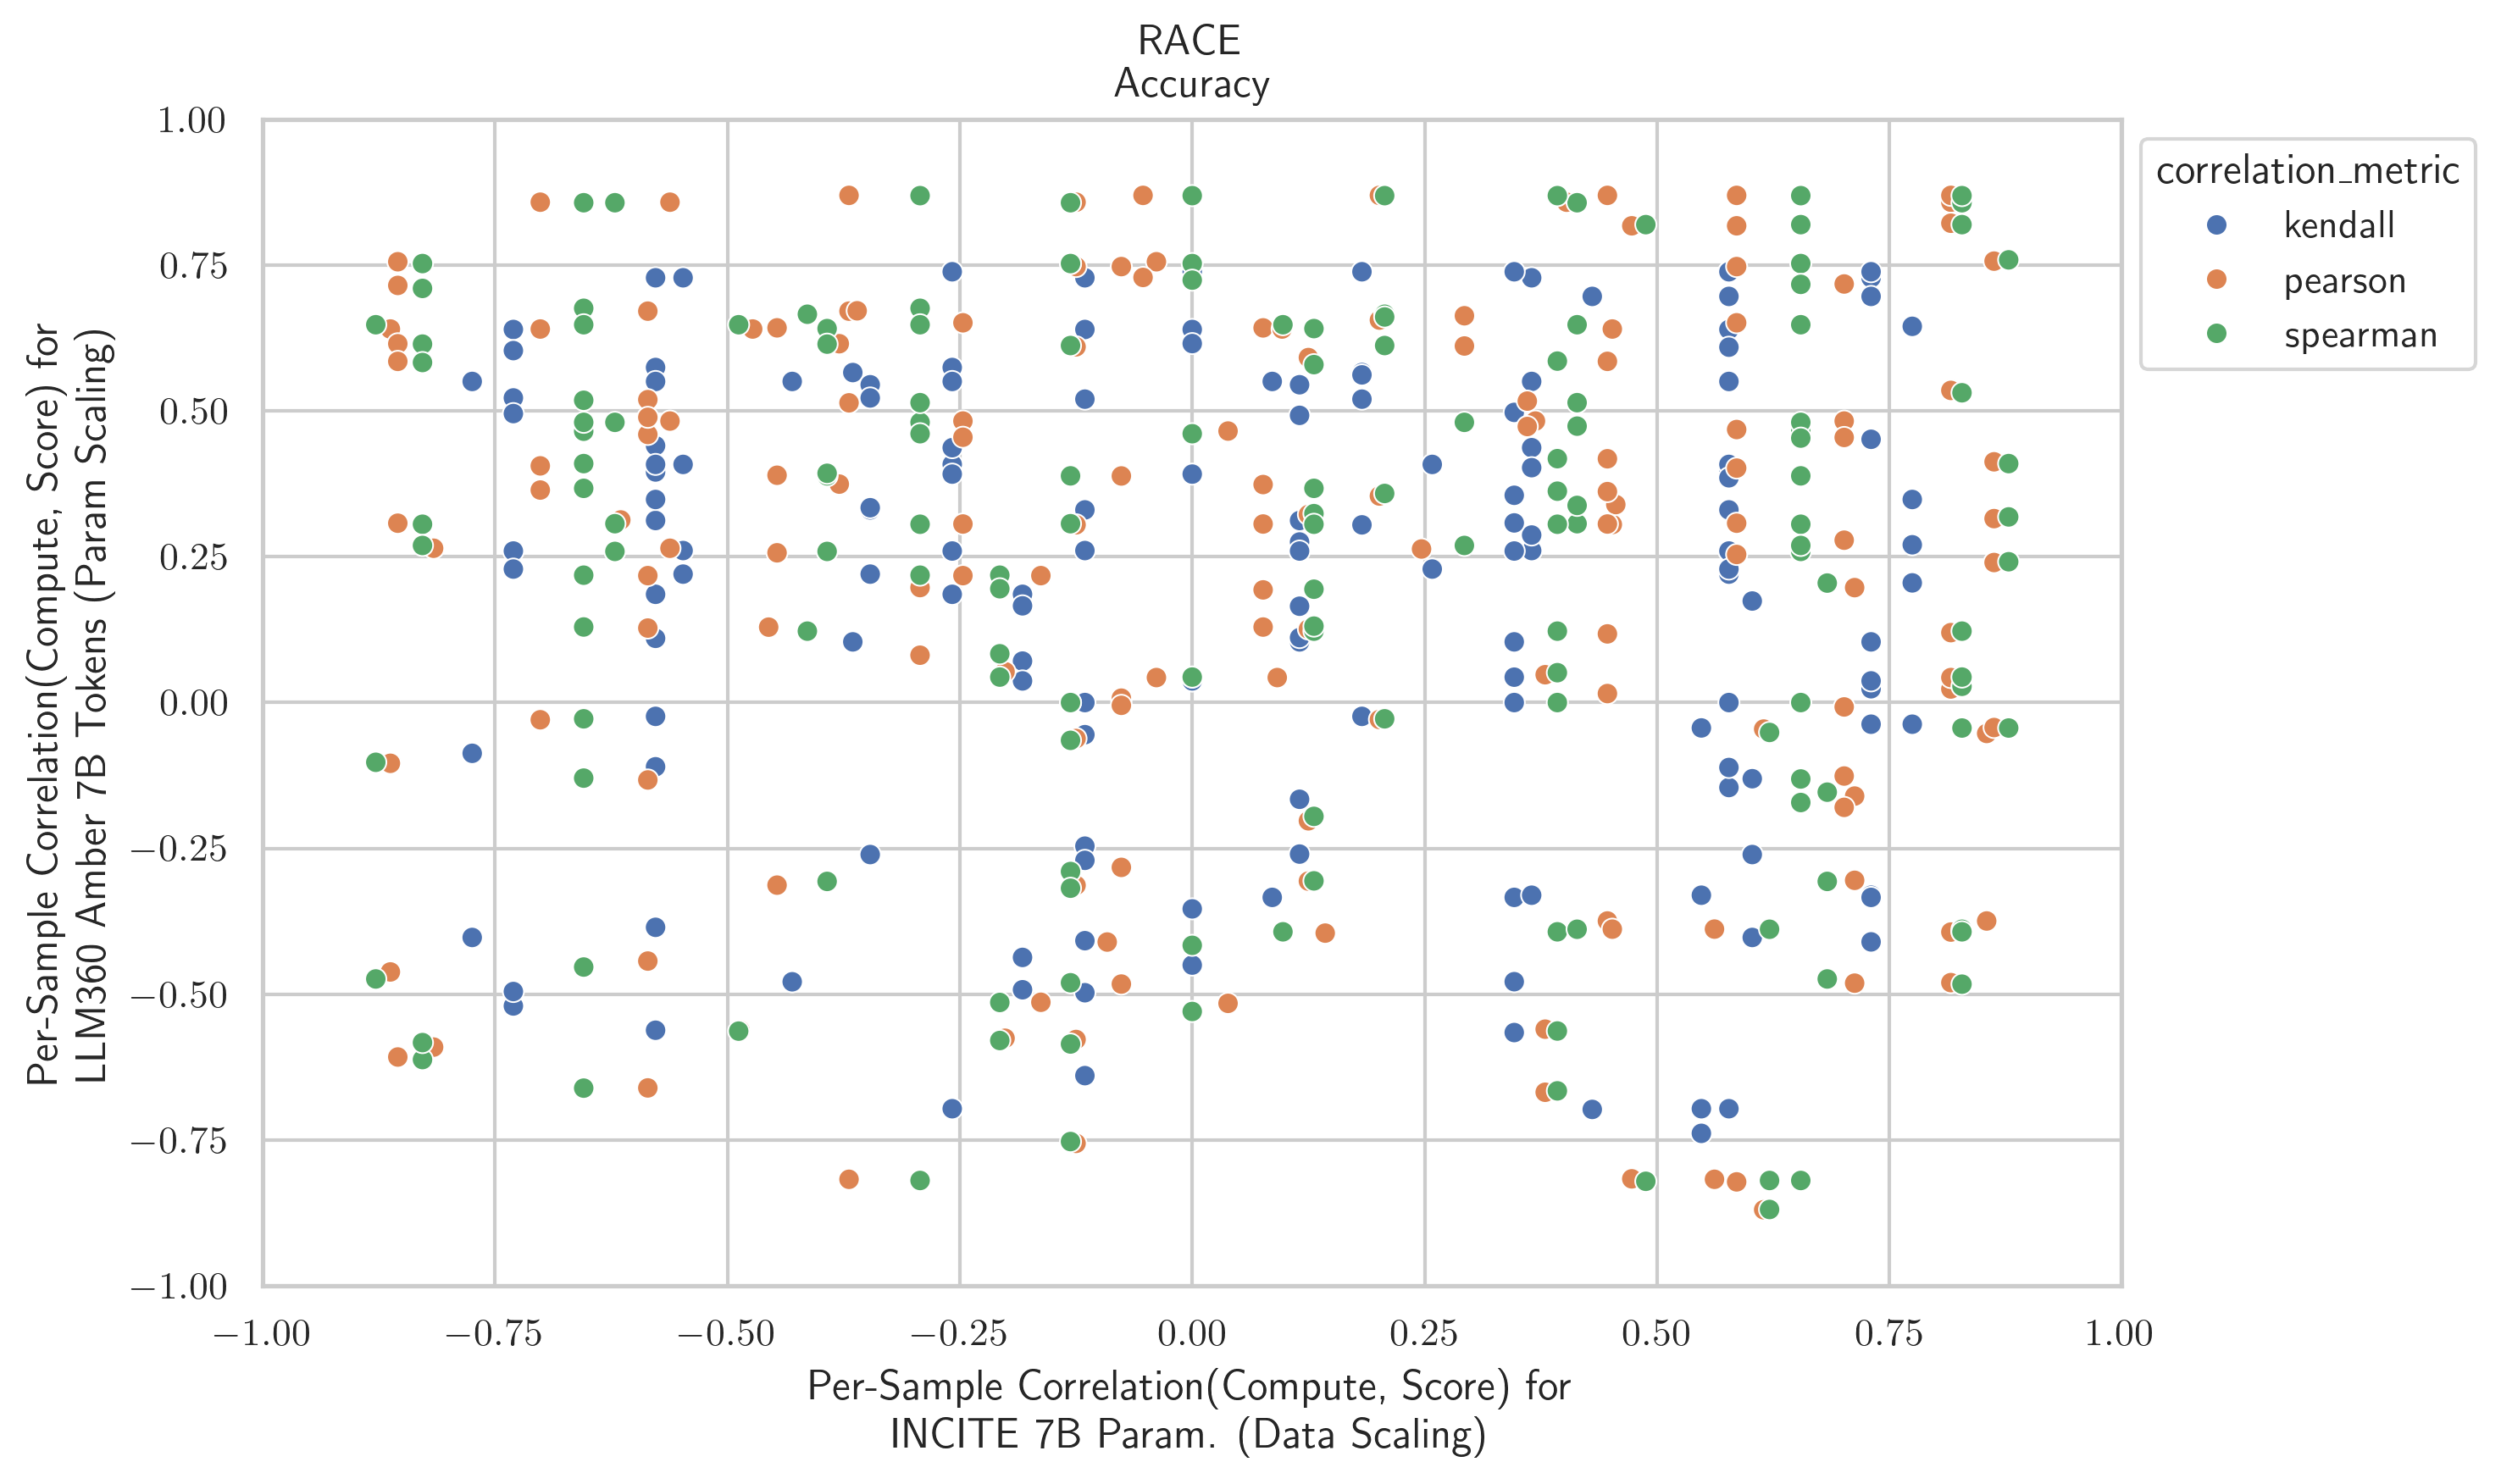 RACE
Accuracy
1.00
0.75
0.50
0.25
0.00
−0.25
−0.50
−0.75
−1.00
Per-Sample Correlation(Compute, Score) for
LLM360 Amber 7B Tokens (Param Scaling)
−1.00 −0.75 −0.50 −0.25 0.00 0.25 0.50 0.75 1.00
Per-Sample Correlation(Compute, Score) for
INCITE 7B Param. (Data Scaling)
correlation_metric
kendall
pearson
spearman